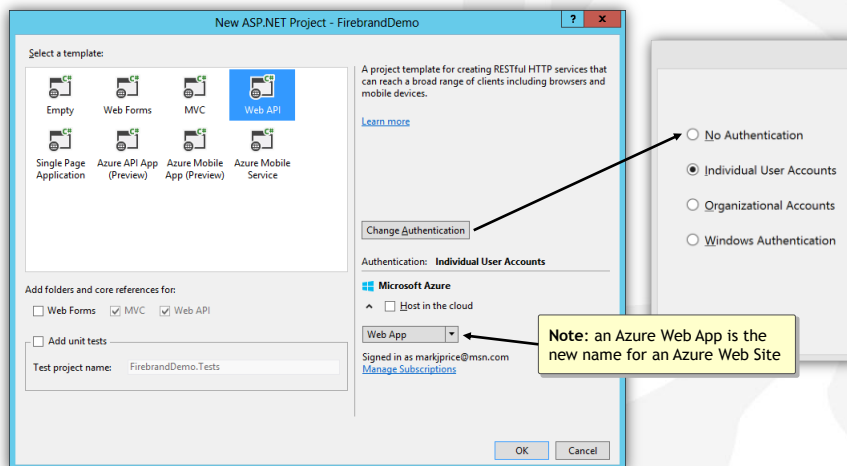 New ASP.NET Project - FirebrandDemo
? x
Select a template:
C# C# C# C#
Empty Web Forms MVC Web API
C# C# C# C#
Single Page Azure API App Azure Mobile Azure Mobile
Application (Preview) App (Preview) Service
A project template for creating RESTful HTTP services that
can reach a broad range of clients including browsers and
mobile devices.
Learn more
Change Authentication
Authentication: Individual User Accounts
Microsoft Azure
Host in the cloud
Web App
Signed in as markjprice@msn.com
Manage Subscriptions
Add folders and core references for:
Web Forms MVC Web API
Add unit tests
Test project name: FirebrandDemo.Tests
OK Cancel
No Authentication
Individual User Accounts
Organizational Accounts
Windows Authentication
Note: an Azure Web App is the
new name for an Azure Web Site